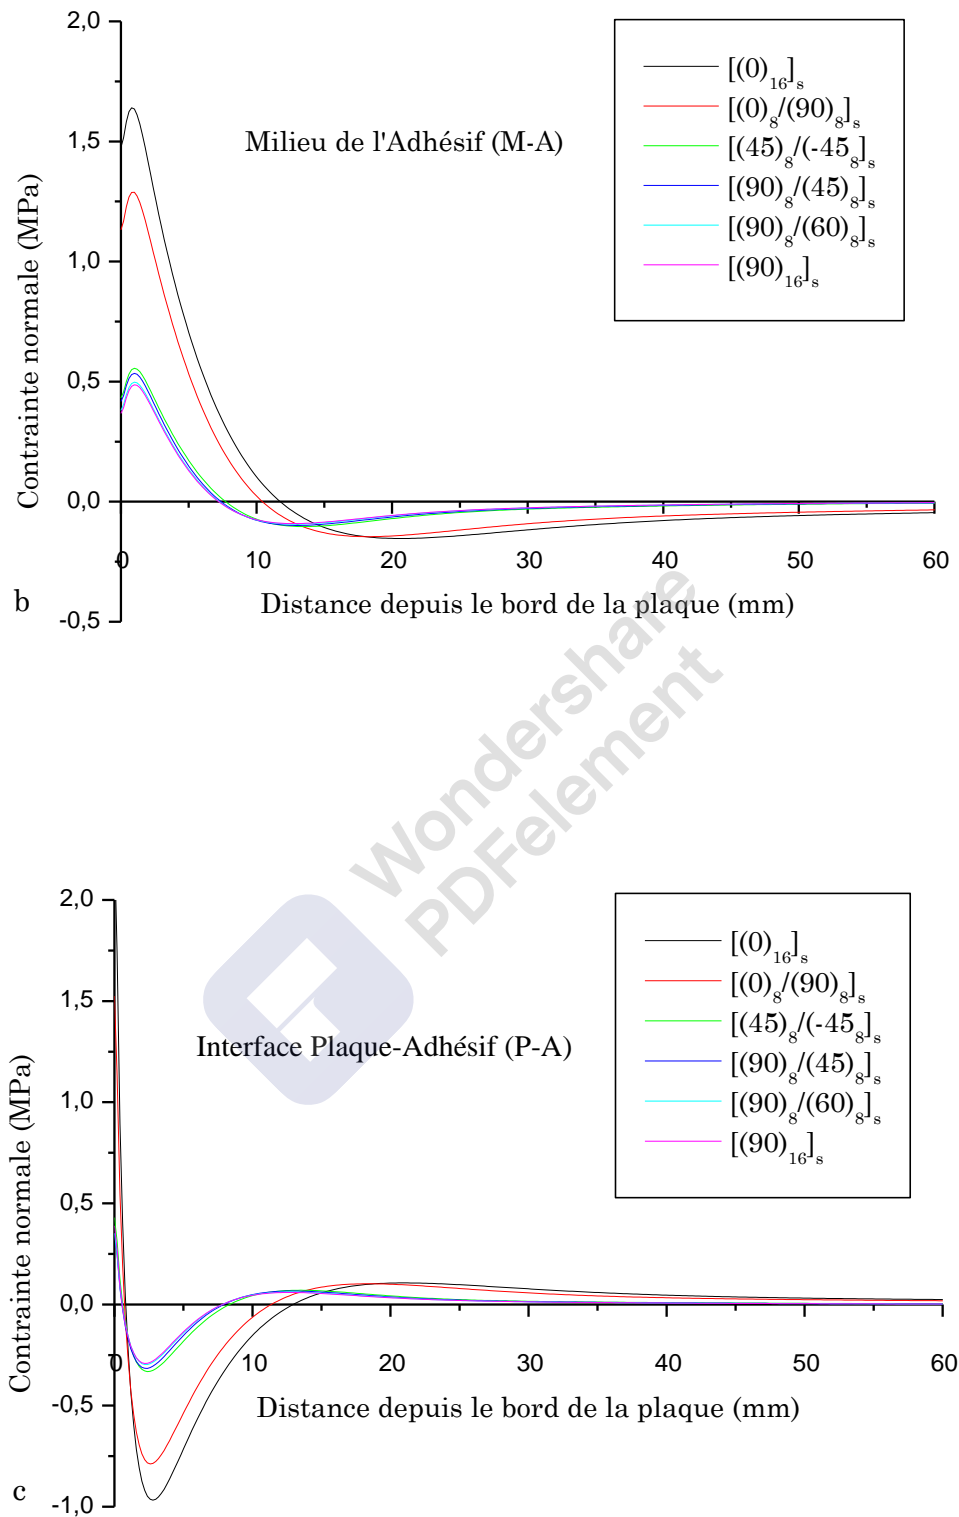 2,0
1,5
1,0
0,5
0,0
-0,5
Contrainte normale (MPa)
Milieu de l'Adhésif (M-A)
[(0)16]s
[(0)8/(90)8]s
[(45)8/(-458]s
[(90)8/(45)8]s
[(90)8/(60)8]s
[(90)16]s
0 10 20 30 40 50 60
Distance depuis le bord de la plaque (mm)
b
Wondershare
PDFelement
2,0
1,5
1,0
0,5
0,0
-0,5
-1,0
Contrainte normale (MPa)
Interface Plaque-Adhésif (P-A)
[(0)16]s
[(0)8/(90)8]s
[(45)8/(-458]s
[(90)8/(45)8]s
[(90)8/(60)8]s
[(90)16]s
0 10 20 30 40 50 60
Distance depuis le bord de la plaque (mm)
c